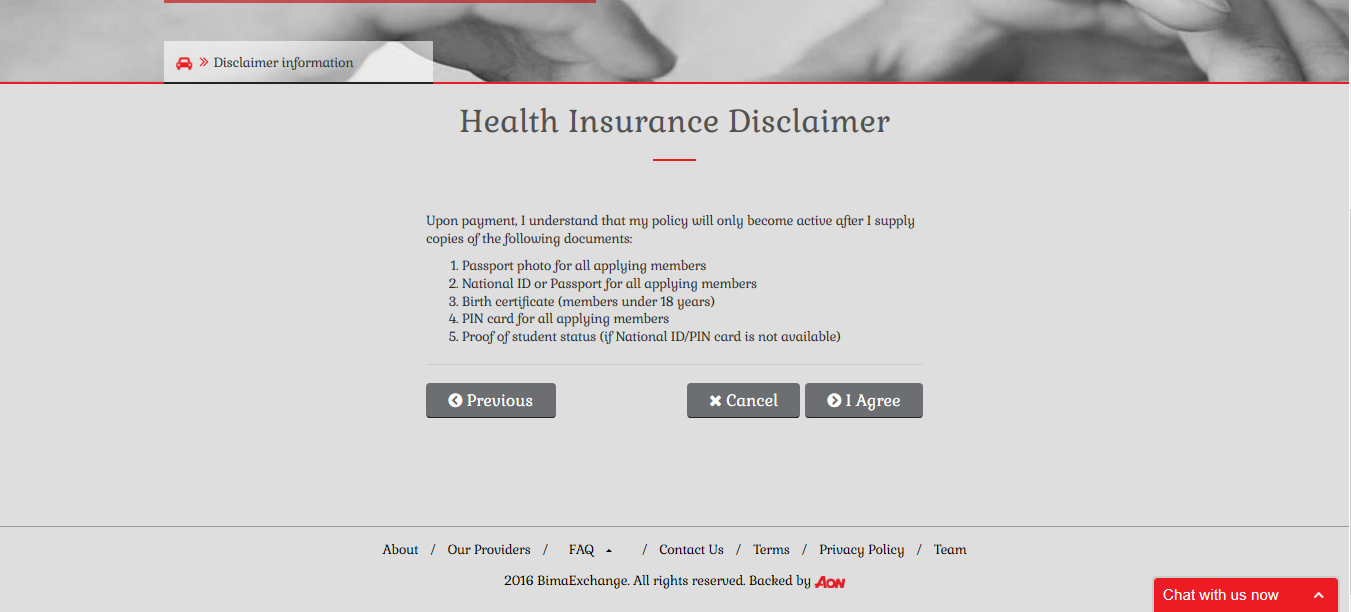 Disclaimer information
Health Insurance Disclaimer
Upon payment, I understand that my policy will only become active after I supply
copies of the following documents:
1. Passport photo for all applying members
2. National ID or Passport for all applying members
3. Birth certificate (members under 18 years)
4. PIN card for all applying members
5. Proof of student status (if National ID/PIN card is not available)
Previous
Cancel
I Agree
About / Our Providers / FAQ / Contact Us / Terms / Privacy Policy / Team
2016 BimaExchange. All rights reserved. Backed by AON
Chat with us now